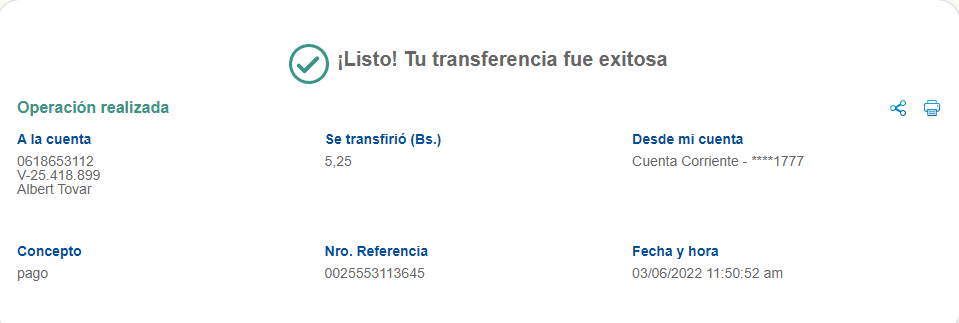 ¡Listo! Tu transferencia fue exitosa
Operación realizada
A la cuenta
0618653112
V-25.418.899
Albert Tovar
Se transfirió (Bs.)
5,25
Desde mi cuenta
Cuenta Corriente - ****1777
Concepto
pago
Nro. Referencia
0025553113645
Fecha y hora
03/06/2022 11:50:52 am